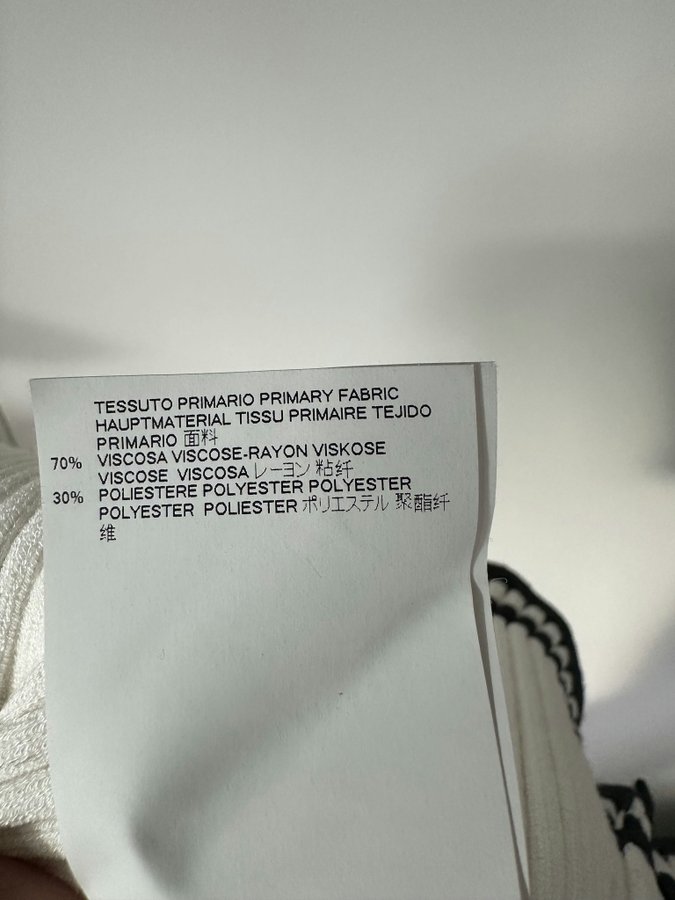 TESSUTO PRIMARIO PRIMARY FABRIC
HAUPTMATERIAL TISSU PRIMAIRE TEJIDO
PRIMARIO 面料
70% VISCOSA VISCOSE-RAYON VISKOSE
VISCOSE VISCOSA レーヨン 粘纤
30% POLIESTERE POLYESTER POLYESTER
POLYESTER POLIESTER ポリエステル 聚酯纤
维